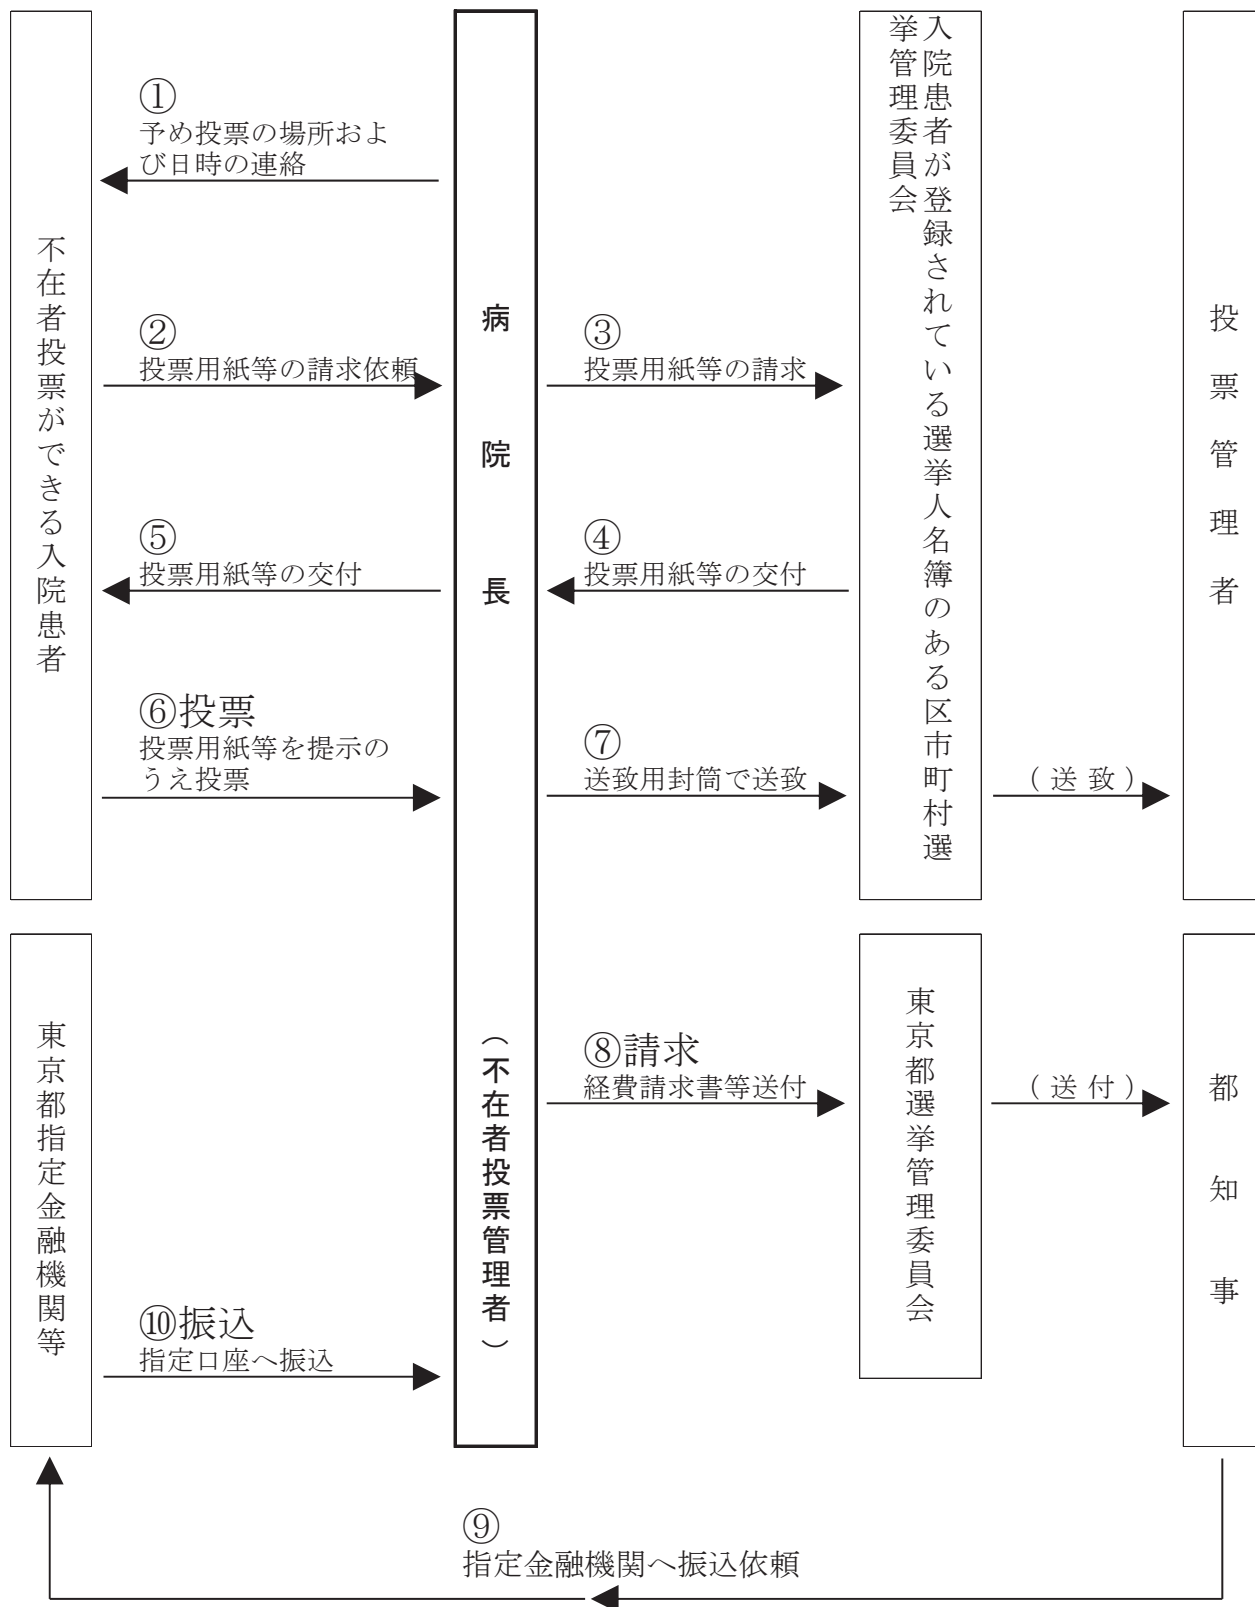 ①
予め投票の場所およ
び日時の連絡
不在者投票ができる入院患者
②
投票用紙等の請求依頼
病院長
③
投票用紙等の請求
入院患者が登録されている選挙人名簿のある区市町村選
挙管理委員会
投票管理者
⑤
投票用紙等の交付
④
投票用紙等の交付
⑥投票
投票用紙等を提示の
うえ投票
⑦
送致用封筒で送致
(送致)
東京都指定金融機関等
(不在者投票管理者)
⑧請求
経費請求書等送付
東京都選挙管理委員会
(送付)
都知事
⑩振込
指定口座へ振込
⑨
指定金融機関へ振込依頼